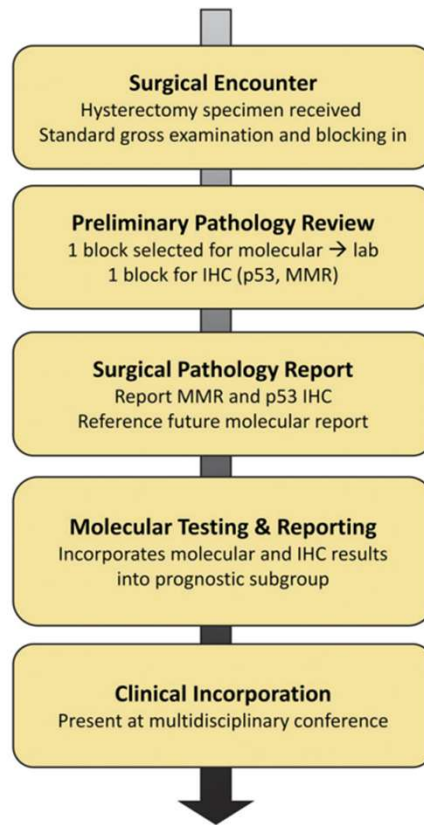 Surgical Encounter
Hysterectomy specimen received
Standard gross examination and blocking in
Preliminary Pathology Review
1 block selected for molecular → lab
1 block for IHC (p53, MMR)
Surgical Pathology Report
Report MMR and p53 IHC
Reference future molecular report
Molecular Testing & Reporting
Incorporates molecular and IHC results
into prognostic subgroup
Clinical Incorporation
Present at multidisciplinary conference